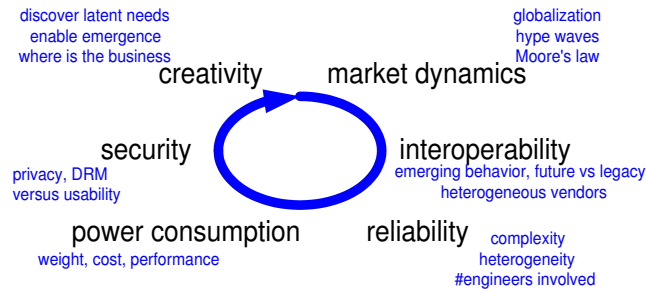 discover latent needs
enable emergence
where is the business
creativity
globalization
hype waves
Moore's law
market dynamics
security
privacy, DRM
versus usability
interoperability
emerging behavior, future vs legacy
heterogeneous vendors
power consumption
weight, cost, performance
reliability
complexity
heterogeneity
#engineers involved